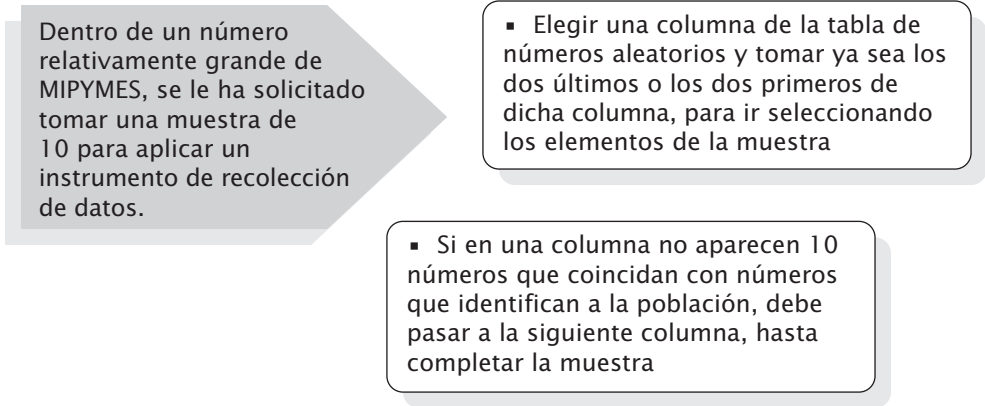 Dentro de un número
relativamente grande de
MIPYMES, se le ha solicitado
tomar una muestra de
10 para aplicar un
instrumento de recolección
de datos.
▪ Elegir una columna de la tabla de
números aleatorios y tomar ya sea los
dos últimos o los dos primeros de
dicha columna, para ir seleccionando
los elementos de la muestra
▪ Si en una columna no aparecen 10
números que coincidan con números
que identifican a la población, debe
pasar a la siguiente columna, hasta
completar la muestra